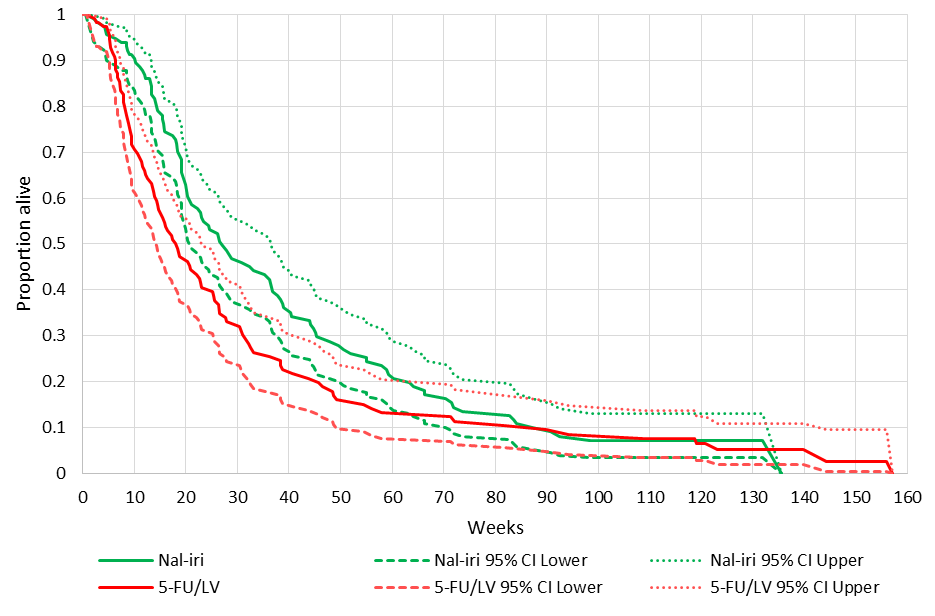 1
0.9
0.8
0.7
0.6
0.5
0.4
0.3
0.2
0.1
0
Proportion alive
0 10 20 30 40 50 60 70 80 90 100 110 120 130 140 150 160
Weeks
Nal-iri Nal-iri 95% CI Lower Nal-iri 95% CI Upper
5-FU/LV 5-FU/LV 95% CI Lower 5-FU/LV 95% CI Upper